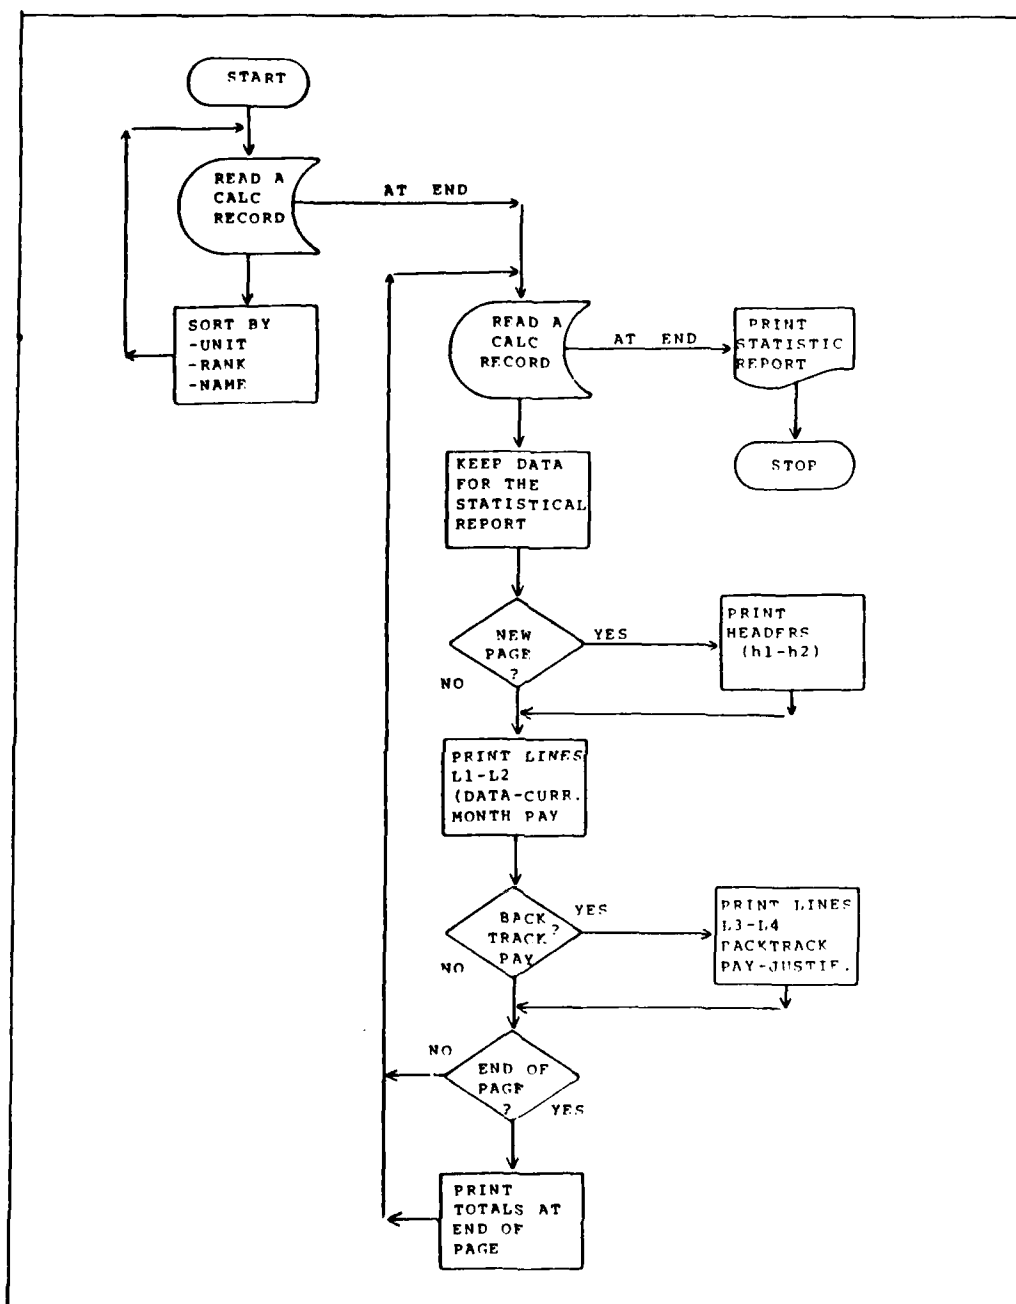 START
READ A
CALC
RECORD
AT END
SORT BY
-UNIT
-RANK
-NAME
READ A
CALC
RECORD
AT END
PRINT
STATISTIC
REPORT
STOP
KEEP DATA
FOR THE
STATISTICAL
REPORT
NEW
PAGE
?
YES
NO
PRINT
HEADERS
(h1-h2)
PRINT LINES
L1-L2
(DATA-CURR.
MONTH PAY
BACK ?
TRACK
PAY
YES
NO
PRINT LINES
L3-L4
BACKTRACK
PAY-JUSTIF.
END OF
PAGE
?
NO
YES
PRINT
TOTALS AT
END OF
PAGE